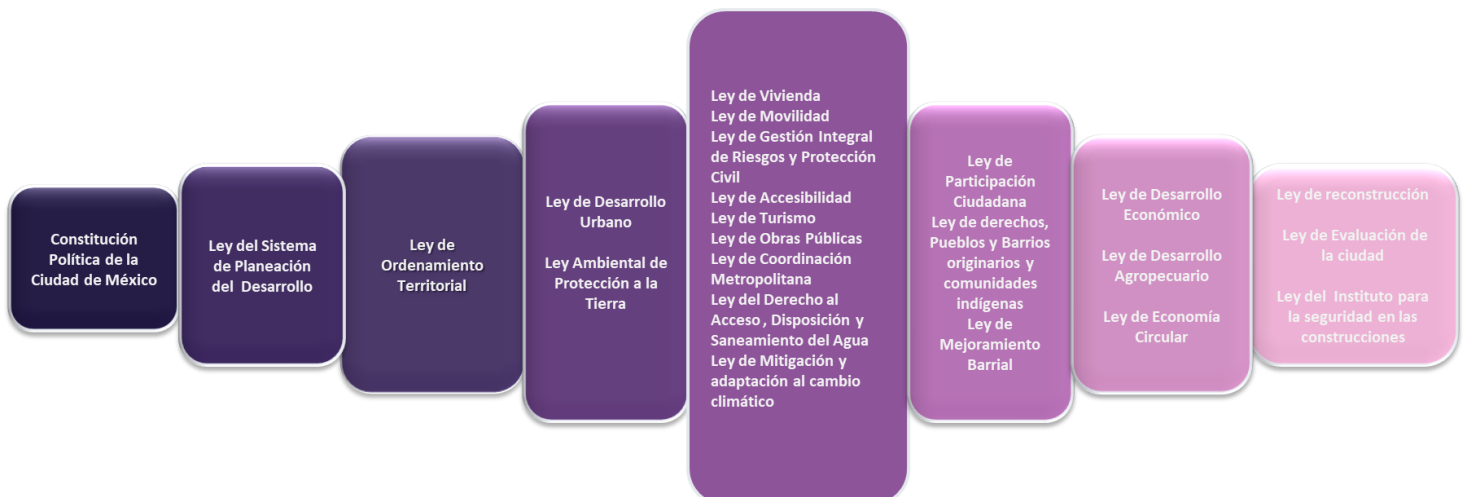 Constitución
Política de la
Ciudad de México
Ley del Sistema
de Planeación
del Desarrollo
Ley de
Ordenamiento
Territorial
Ley de Desarrollo
Urbano
Ley Ambiental de
Protección a la
Tierra
Ley de Vivienda
Ley de Movilidad
Ley de Gestión Integral
de Riesgos y Protección
Civil
Ley de Accesibilidad
Ley de Turismo
Ley de Obras Públicas
Ley de Coordinación
Metropolitana
Ley del Derecho al
Acceso , Disposición y
Saneamiento del Agua
Ley de Mitigación y
adaptación al cambio
climático
Ley de
Participación
Ciudadana
Ley de derechos,
Pueblos y Barrios
originarios y
comunidades
indígenas
Ley de
Mejoramiento
Barrial
Ley de Desarrollo
Económico
Ley de Desarrollo
Agropecuario
Ley de Economía
Circular
Ley de reconstrucción
Ley de Evaluación de
la ciudad
Ley del Instituto para
la seguridad en las
construcciones